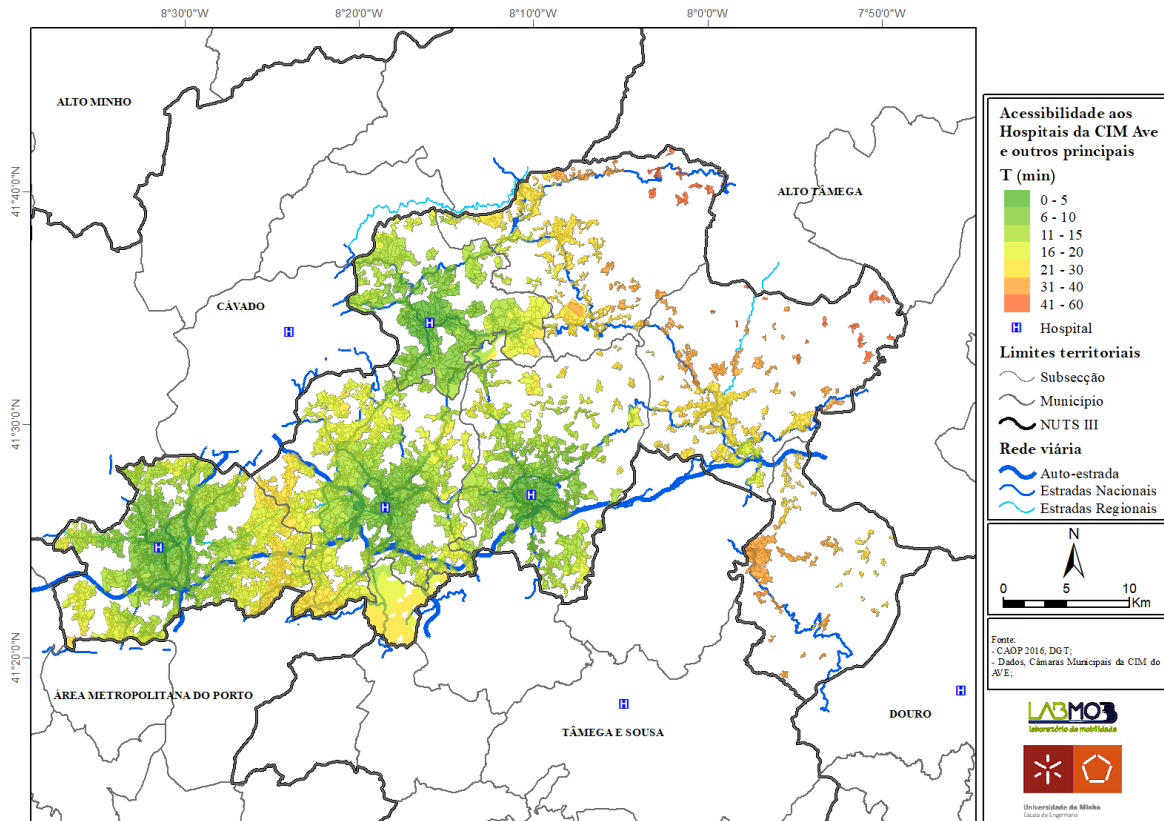 8°30'0"W
8°20'0"W
8°10'0"W
8°0'0"W
7°50'0"W
41°40'0"N
41°30'0"N
41°20'0"N
ALTO MINHO
ALTO TÂMEGA
CÁVADO
H
H
H
H
H
H
H
ÁREA METROPOLITANA DO PORTO
TÂMEGA E SOUSA
DOURO
Acessibilidade aos
Hospitais da CIM Ave
e outros principais
T (min)
0 - 5
6 - 10
11 - 15
16 - 20
21 - 30
31 - 40
41 - 60
H Hospital
Limites territoriais
Subsecção
Município
NUTS III
Rede viária
Auto-estrada
Estradas Nacionais
Estradas Regionais
N
0 5 10
Km
Fonte:
- CAOP 2016, DGT;
- Dados, Câmaras Municipais da CIM do
AVE;
LABMOB
laboratório da mobilidade
Universidade do Minho
Escola de Engenharia